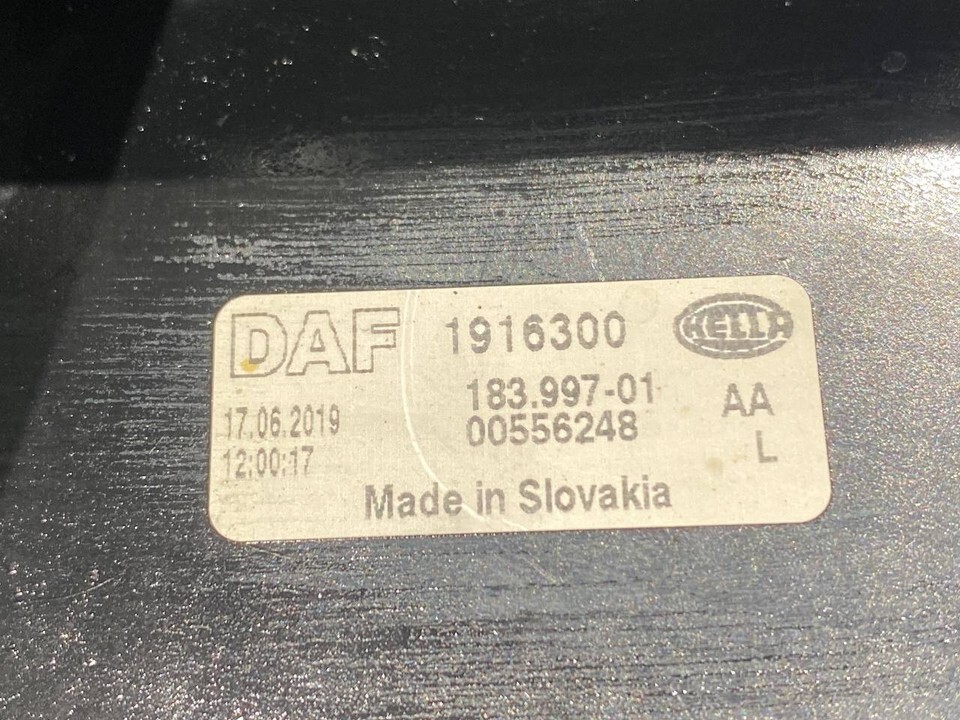 DAF 1916300 HELLA
183.997-01 AA
17.06.2019 00556248
12:00:17 L
Made in Slovakia